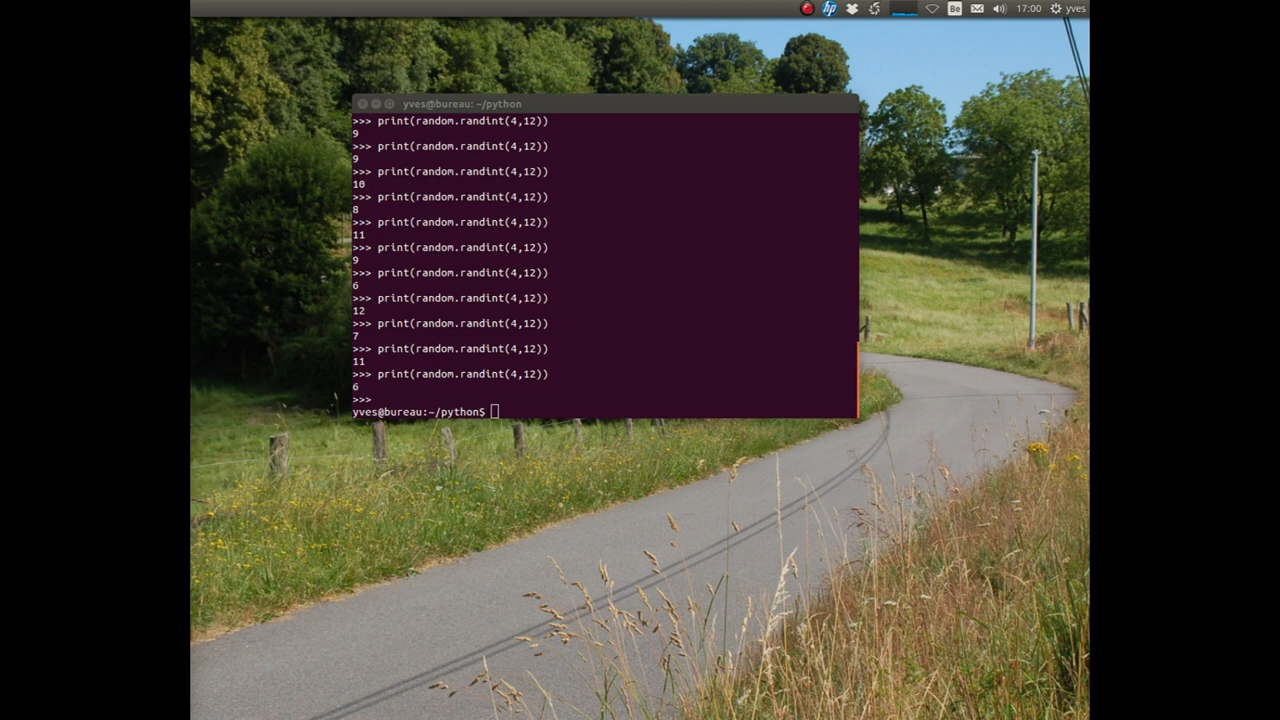 hp Be 17:00 yves
yves@bureau: ~/python
>>> print(random.randint(4,12))
9
>>> print(random.randint(4,12))
9
>>> print(random.randint(4,12))
10
>>> print(random.randint(4,12))
8
>>> print(random.randint(4,12))
11
>>> print(random.randint(4,12))
9
>>> print(random.randint(4,12))
6
>>> print(random.randint(4,12))
12
>>> print(random.randint(4,12))
7
>>> print(random.randint(4,12))
11
>>> print(random.randint(4,12))
6
>>>
yves@bureau:~/python$